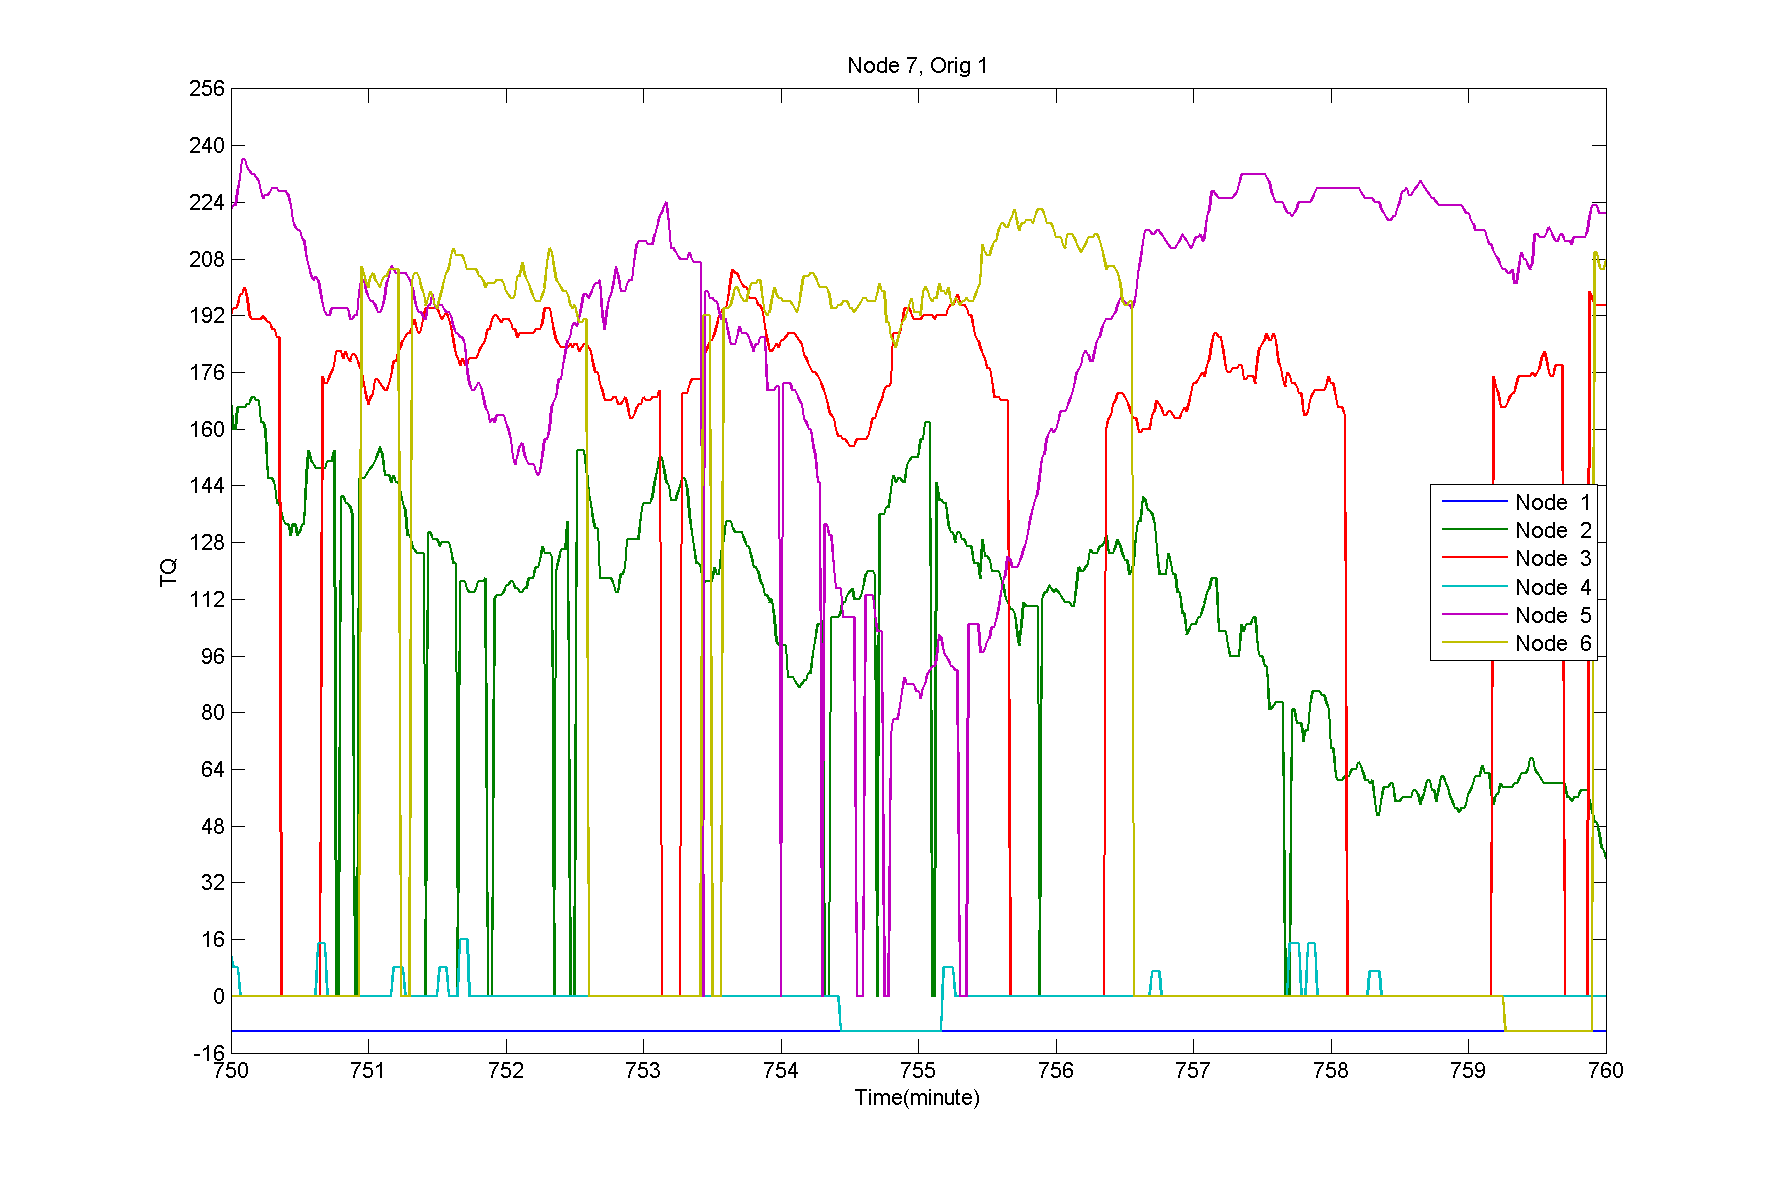 Node 7, Orig 1
256
240
224
208
192
176
160
144
128
112
96
80
64
48
32
16
0
-16
TQ
750 751 752 753 754 755 756 757 758 759 760
Time(minute)
Node 1
Node 2
Node 3
Node 4
Node 5
Node 6